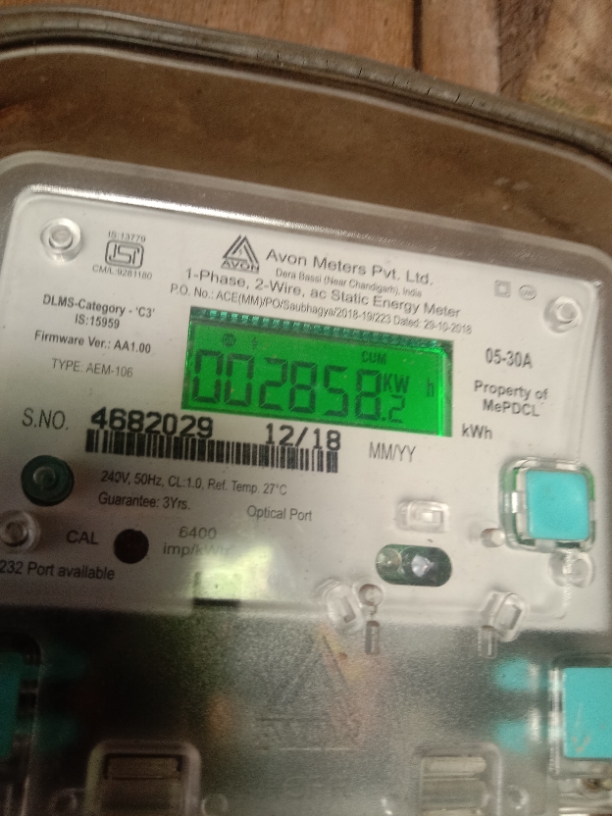 IS:13779
ISI
CM/L:9281180
AVON
Avon Meters Pvt. Ltd.
Dera Bassi (Near Chandigarh), India
1-Phase, 2-Wire, ac Static Energy Meter
P.O. No.: ACE(MM)/PO/Saubhagya/2018-19/223 Dated: 29-10-2018
DLMS-Category - 'C3'
IS:15959
Firmware Ver.: AA1.00
TYPE: AEM-106
CUM
002858.2 KW h
05-30A
Property of
MePDCL
kWh
S.NO. 4682029 12/18 MM/YY
240V, 50Hz, CL:1.0, Ref. Temp. 27°C
Guarantee: 3Yrs.
Optical Port
CAL
6400
232 Port available